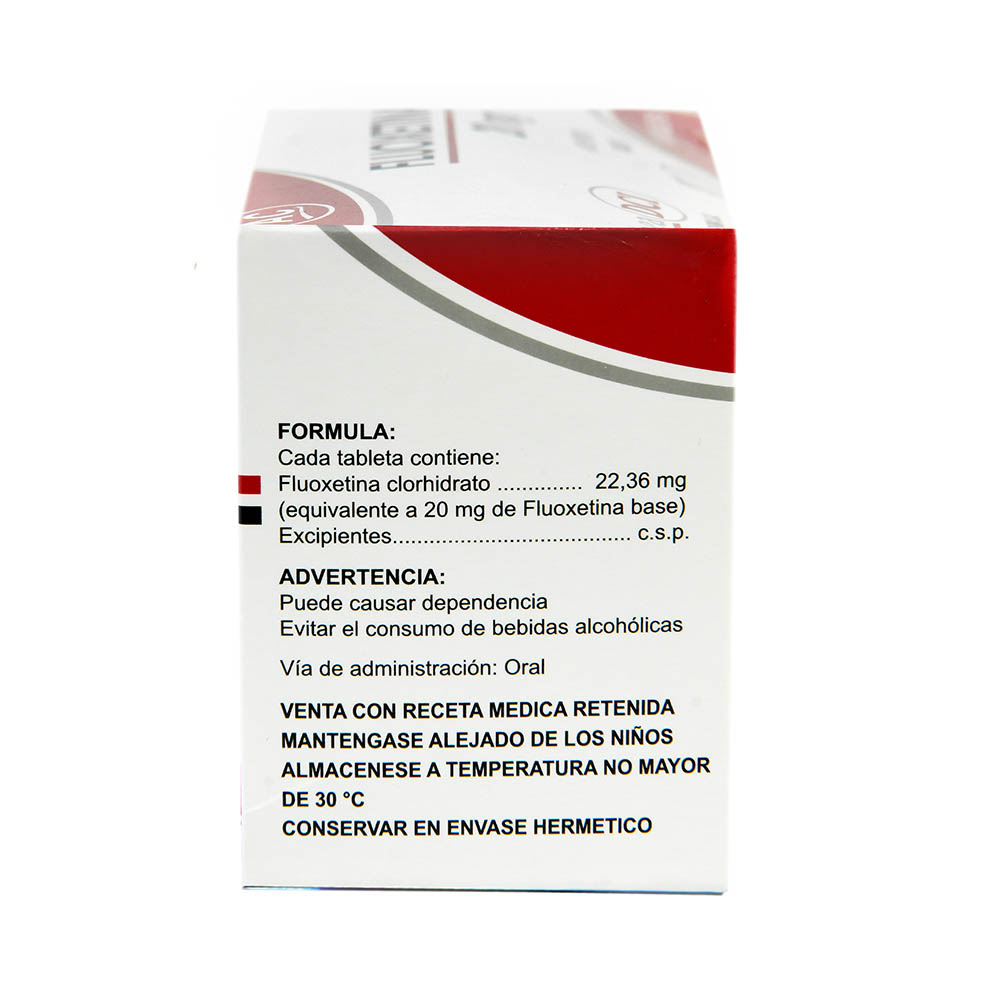 20 mg
FORMULA:
Cada tableta contiene:
Fluoxetina clorhidrato .............. 22,36 mg
(equivalente a 20 mg de Fluoxetina base)
Excipientes...................................... c.s.p.
ADVERTENCIA:
Puede causar dependencia
Evitar el consumo de bebidas alcohólicas
Vía de administración: Oral
VENTA CON RECETA MEDICA RETENIDA
MANTENGASE ALEJADO DE LOS NIÑOS
ALMACENESE A TEMPERATURA NO MAYOR
DE 30 °C
CONSERVAR EN ENVASE HERMETICO